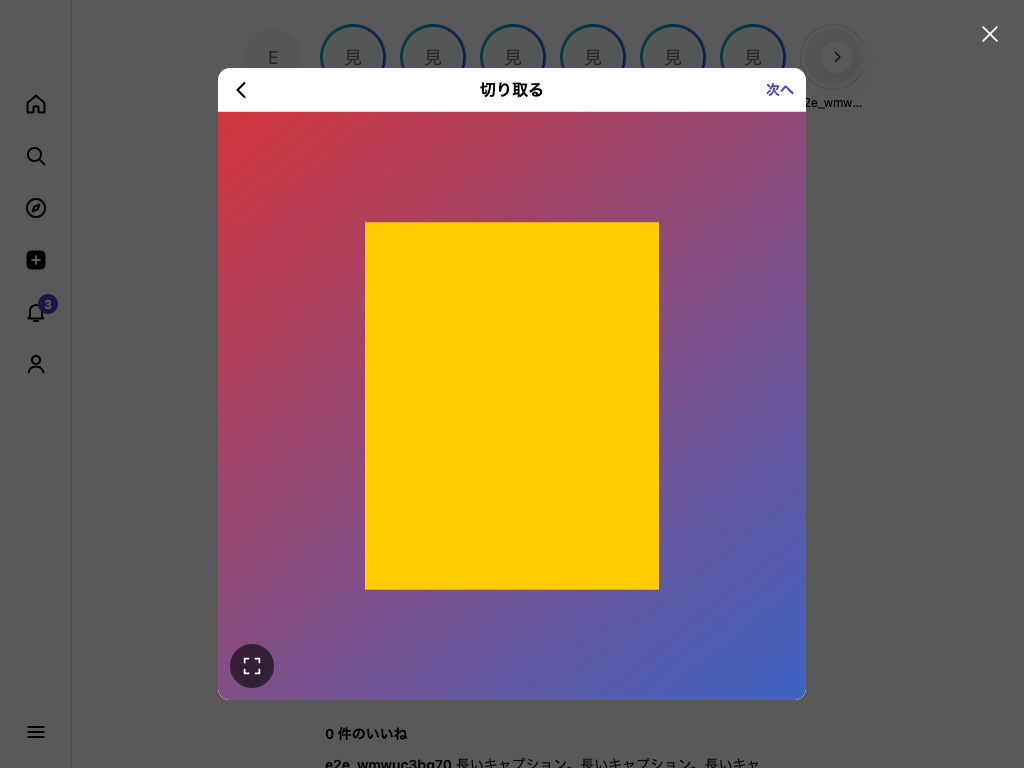 E 見 見 見 見 見 見
2e_wmw...
切り取る
次へ
3
0 件のいいね
e2e_wmwuc3bg70 長いキャプション。長いキャプション。長いキャ